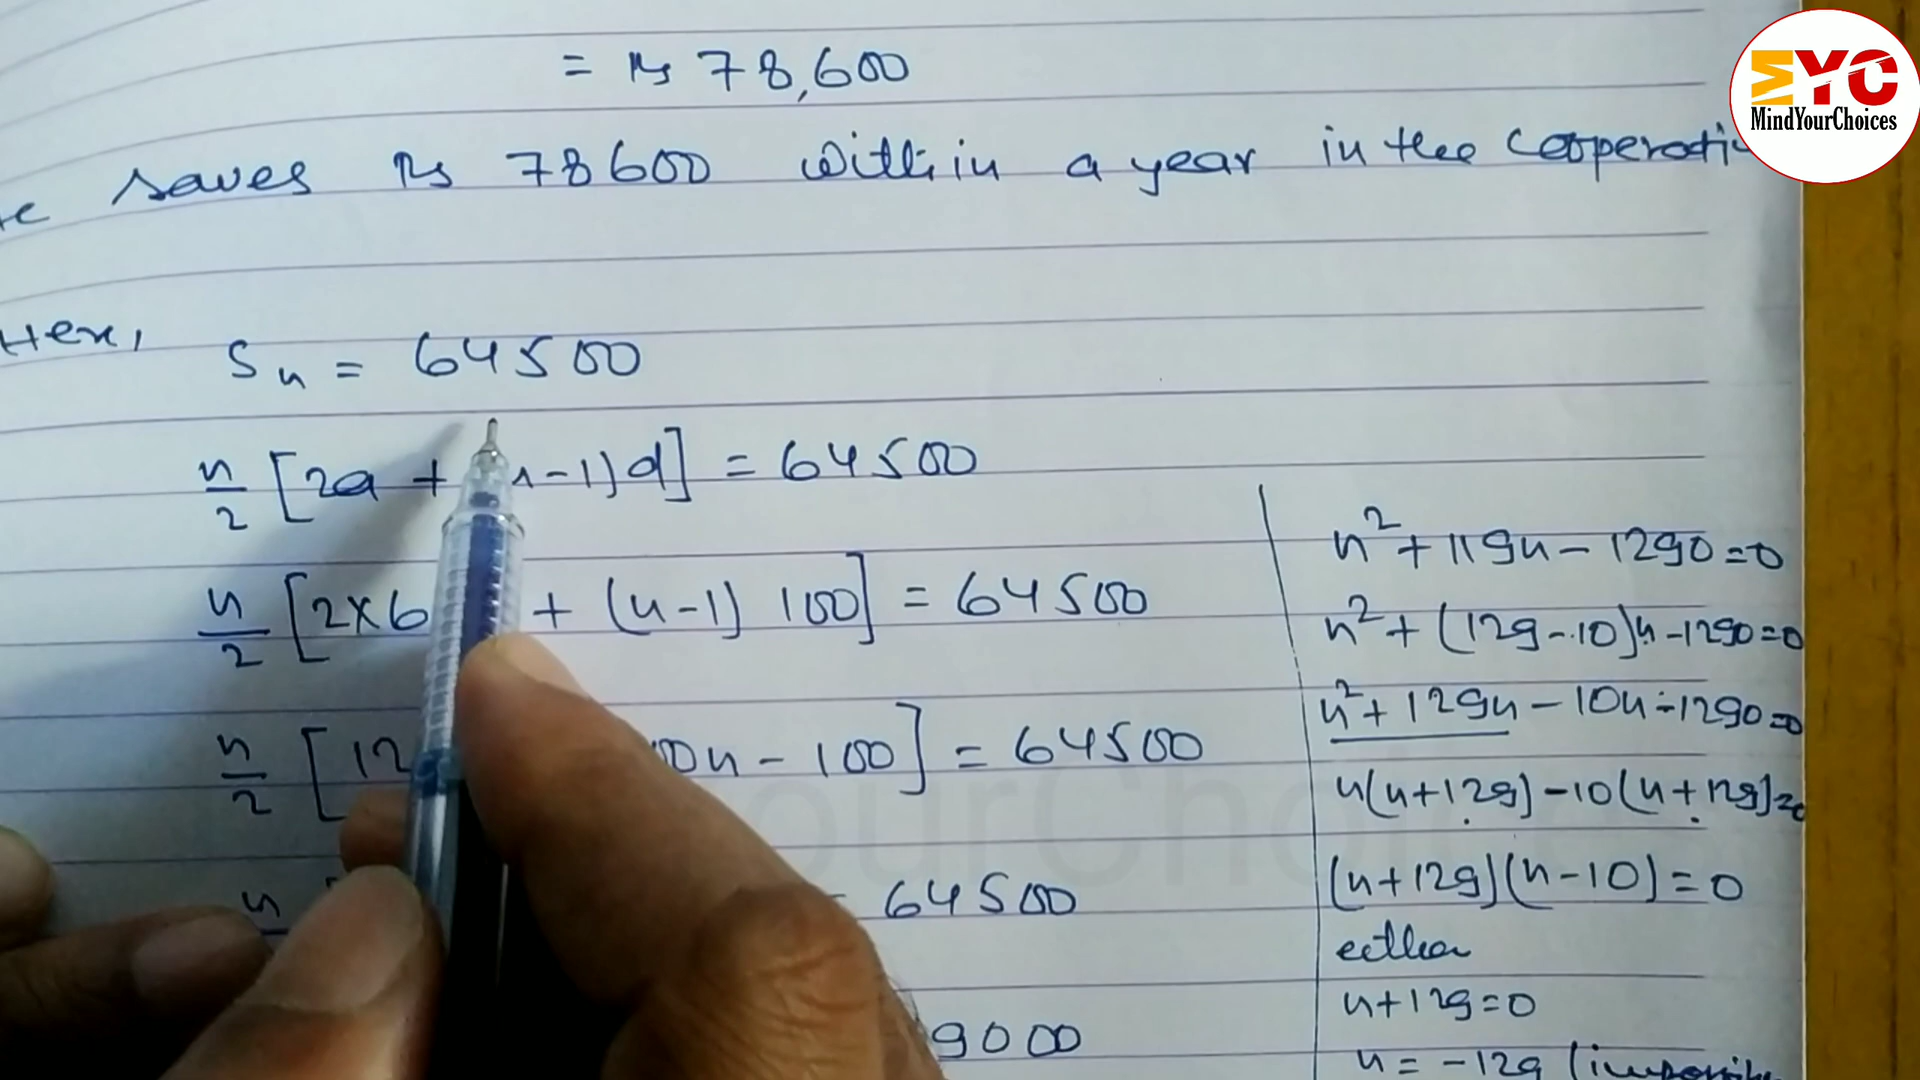 = Rs 78,600
MYC
MindYourChoices
saves Rs 78600 within a year in the
Here,
Sn = 64500
n/2 [2a + n-1)d] = 64500
n/2 [2×6 + (n-1) 100] = 64500
n/2 [12 00n - 100] = 64500
n 64500
9000
n² + 119n - 1290=0
n² + (129-10)n -1290=0
n² + 129n - 10n -1290=0
n(n+129) -10(n+129)=0
(n+129)(n-10) = 0
either
n+129=0
n = -129